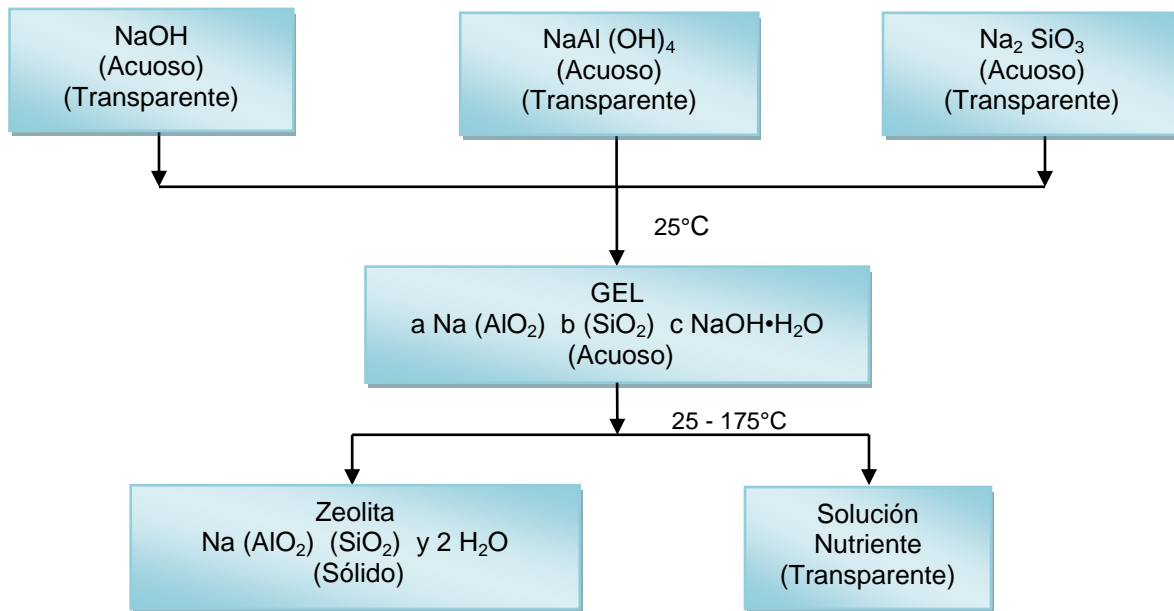 NaOH
(Acuoso)
(Transparente)
NaAl (OH)₄
(Acuoso)
(Transparente)
Na₂ SiO₃
(Acuoso)
(Transparente)
25°C
GEL
a Na (AlO₂) b (SiO₂) c NaOH•H₂O
(Acuoso)
25 - 175°C
Zeolita
Na (AlO₂) (SiO₂) y 2 H₂O
(Sólido)
Solución
Nutriente
(Transparente)